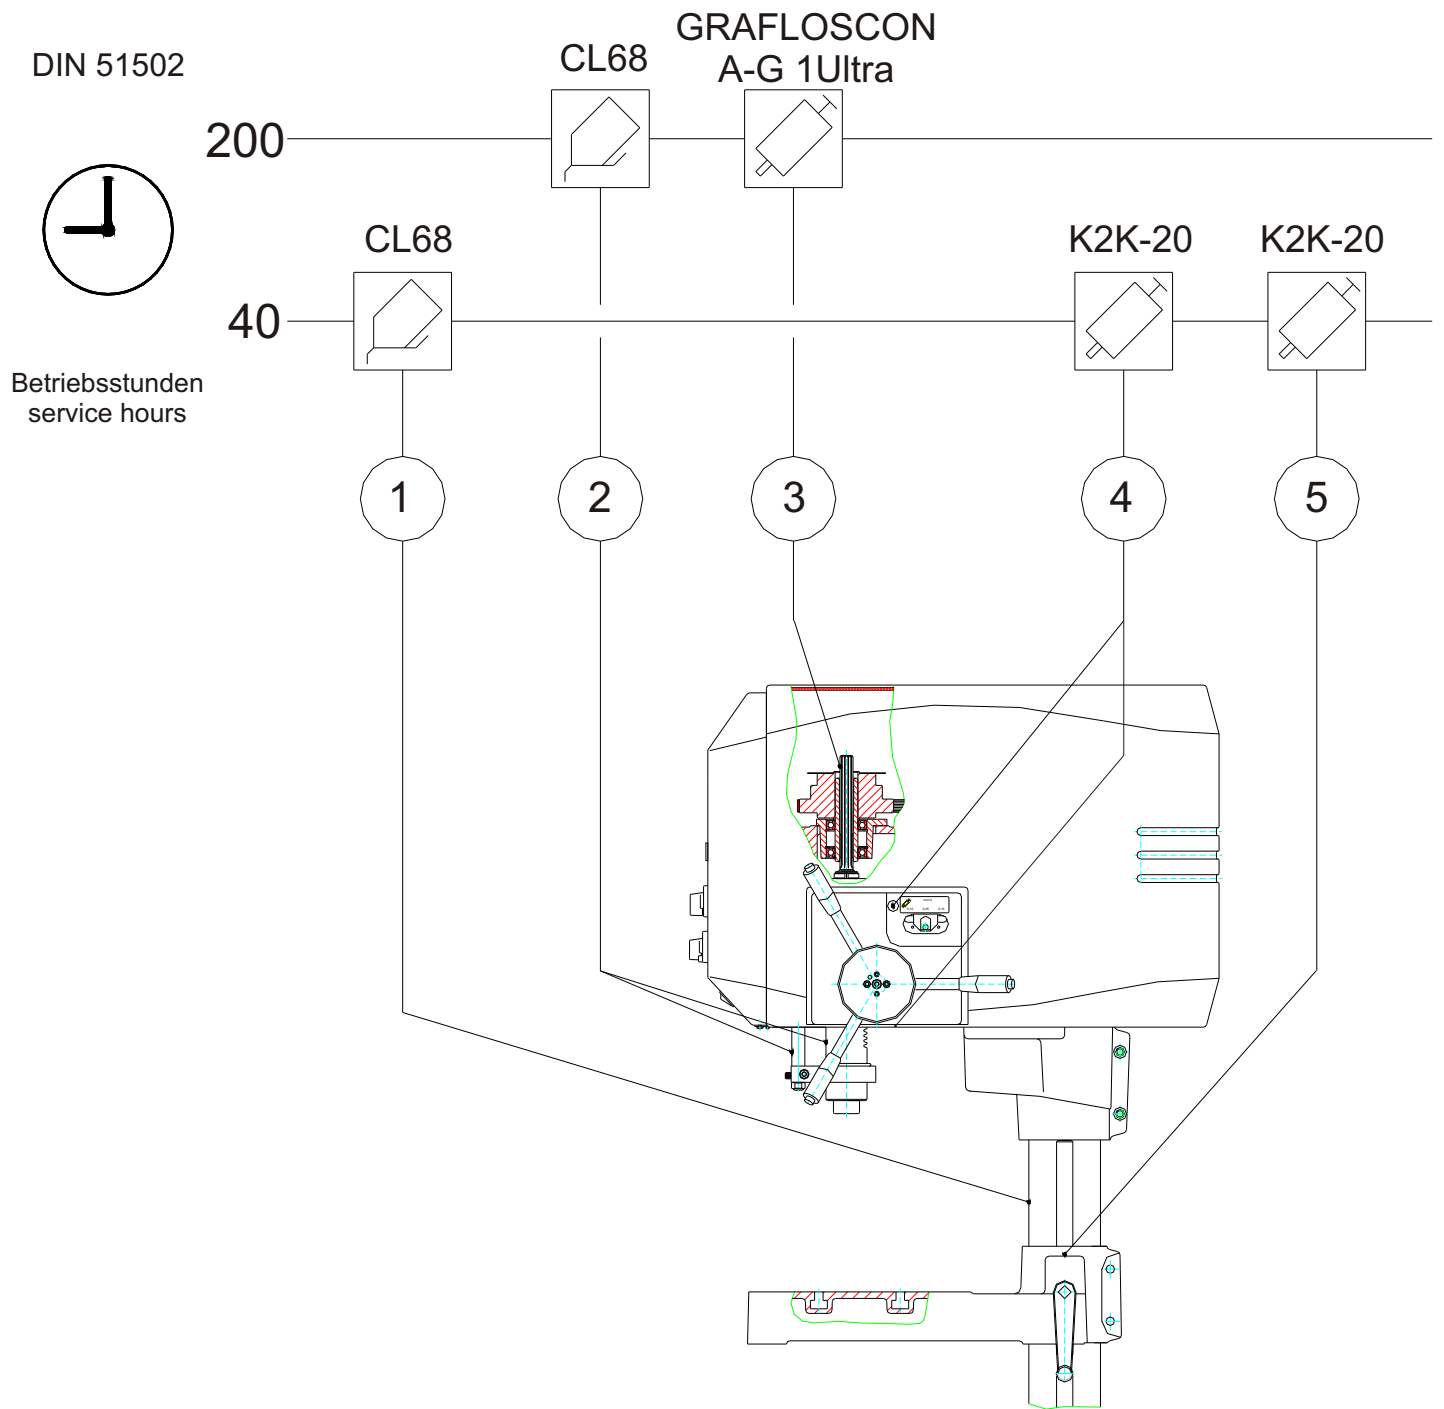 GRAFLOSCON
A-G 1Ultra
CL68
DIN 51502
200
CL68
K2K-20
K2K-20
40
Betriebsstunden
service hours
1
2
3
4
5